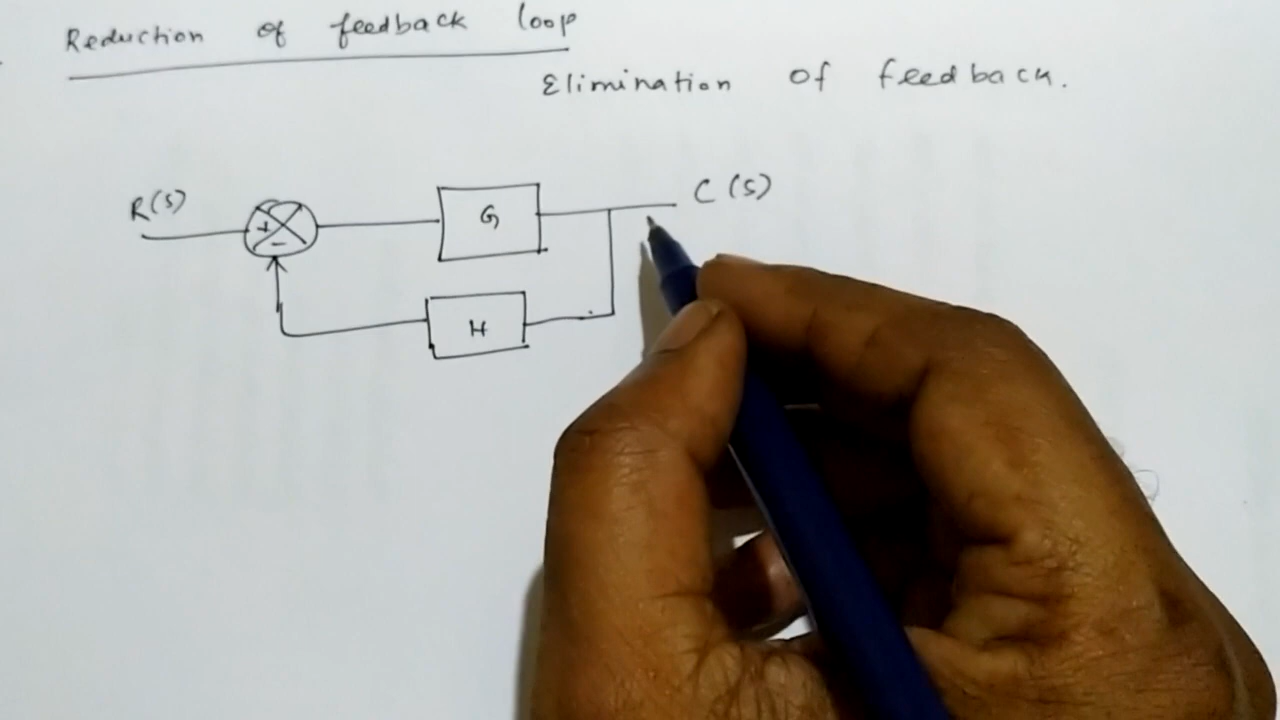 Reduction of feedback loop
Elimination of feedback.
R(s)
+
-
G
C(s)
H